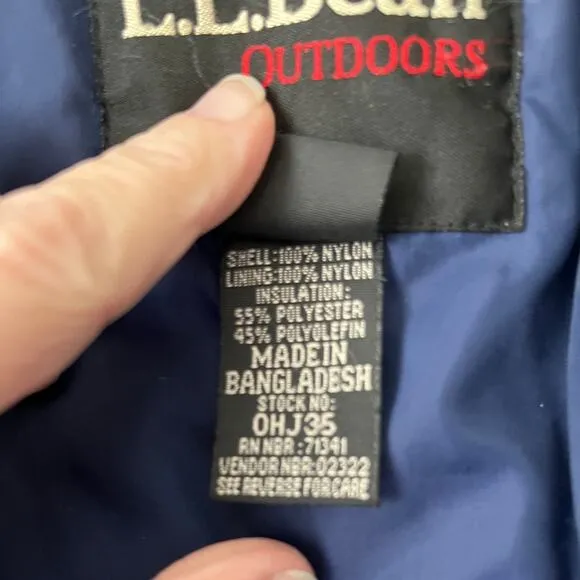 L.L.Bean
OUTDOORS
SHELL:100% NYLON
LINING:100% NYLON
INSULATION:
55% POLYESTER
45% POLYOLEFIN
MADE IN
BANGLADESH
STOCK NO:
OHJ35
RN NBR:71341
VENDOR NBR:02322
SEE REVERSE FOR CARE